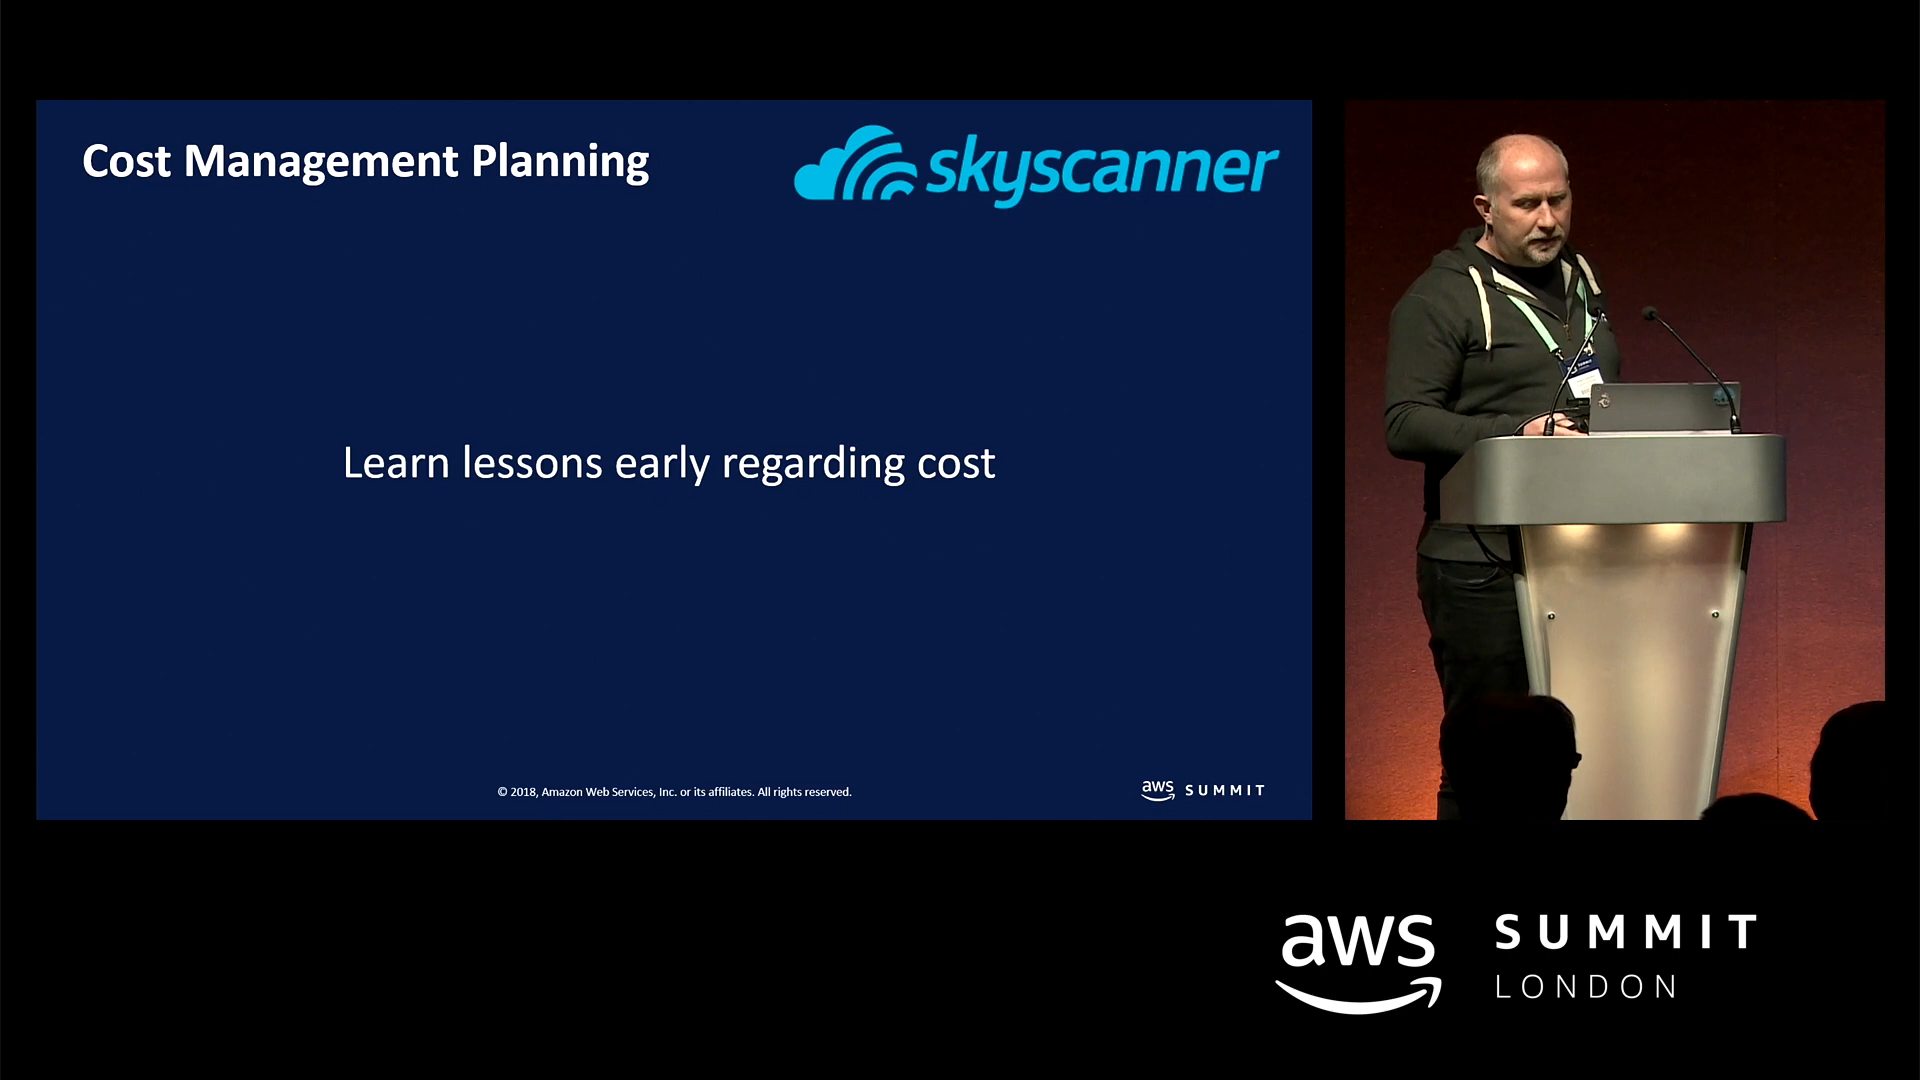 Cost Management Planning
skyscanner
Learn lessons early regarding cost
© 2018, Amazon Web Services, Inc. or its affiliates. All rights reserved.
aws SUMMIT
aws SUMMIT
LONDON